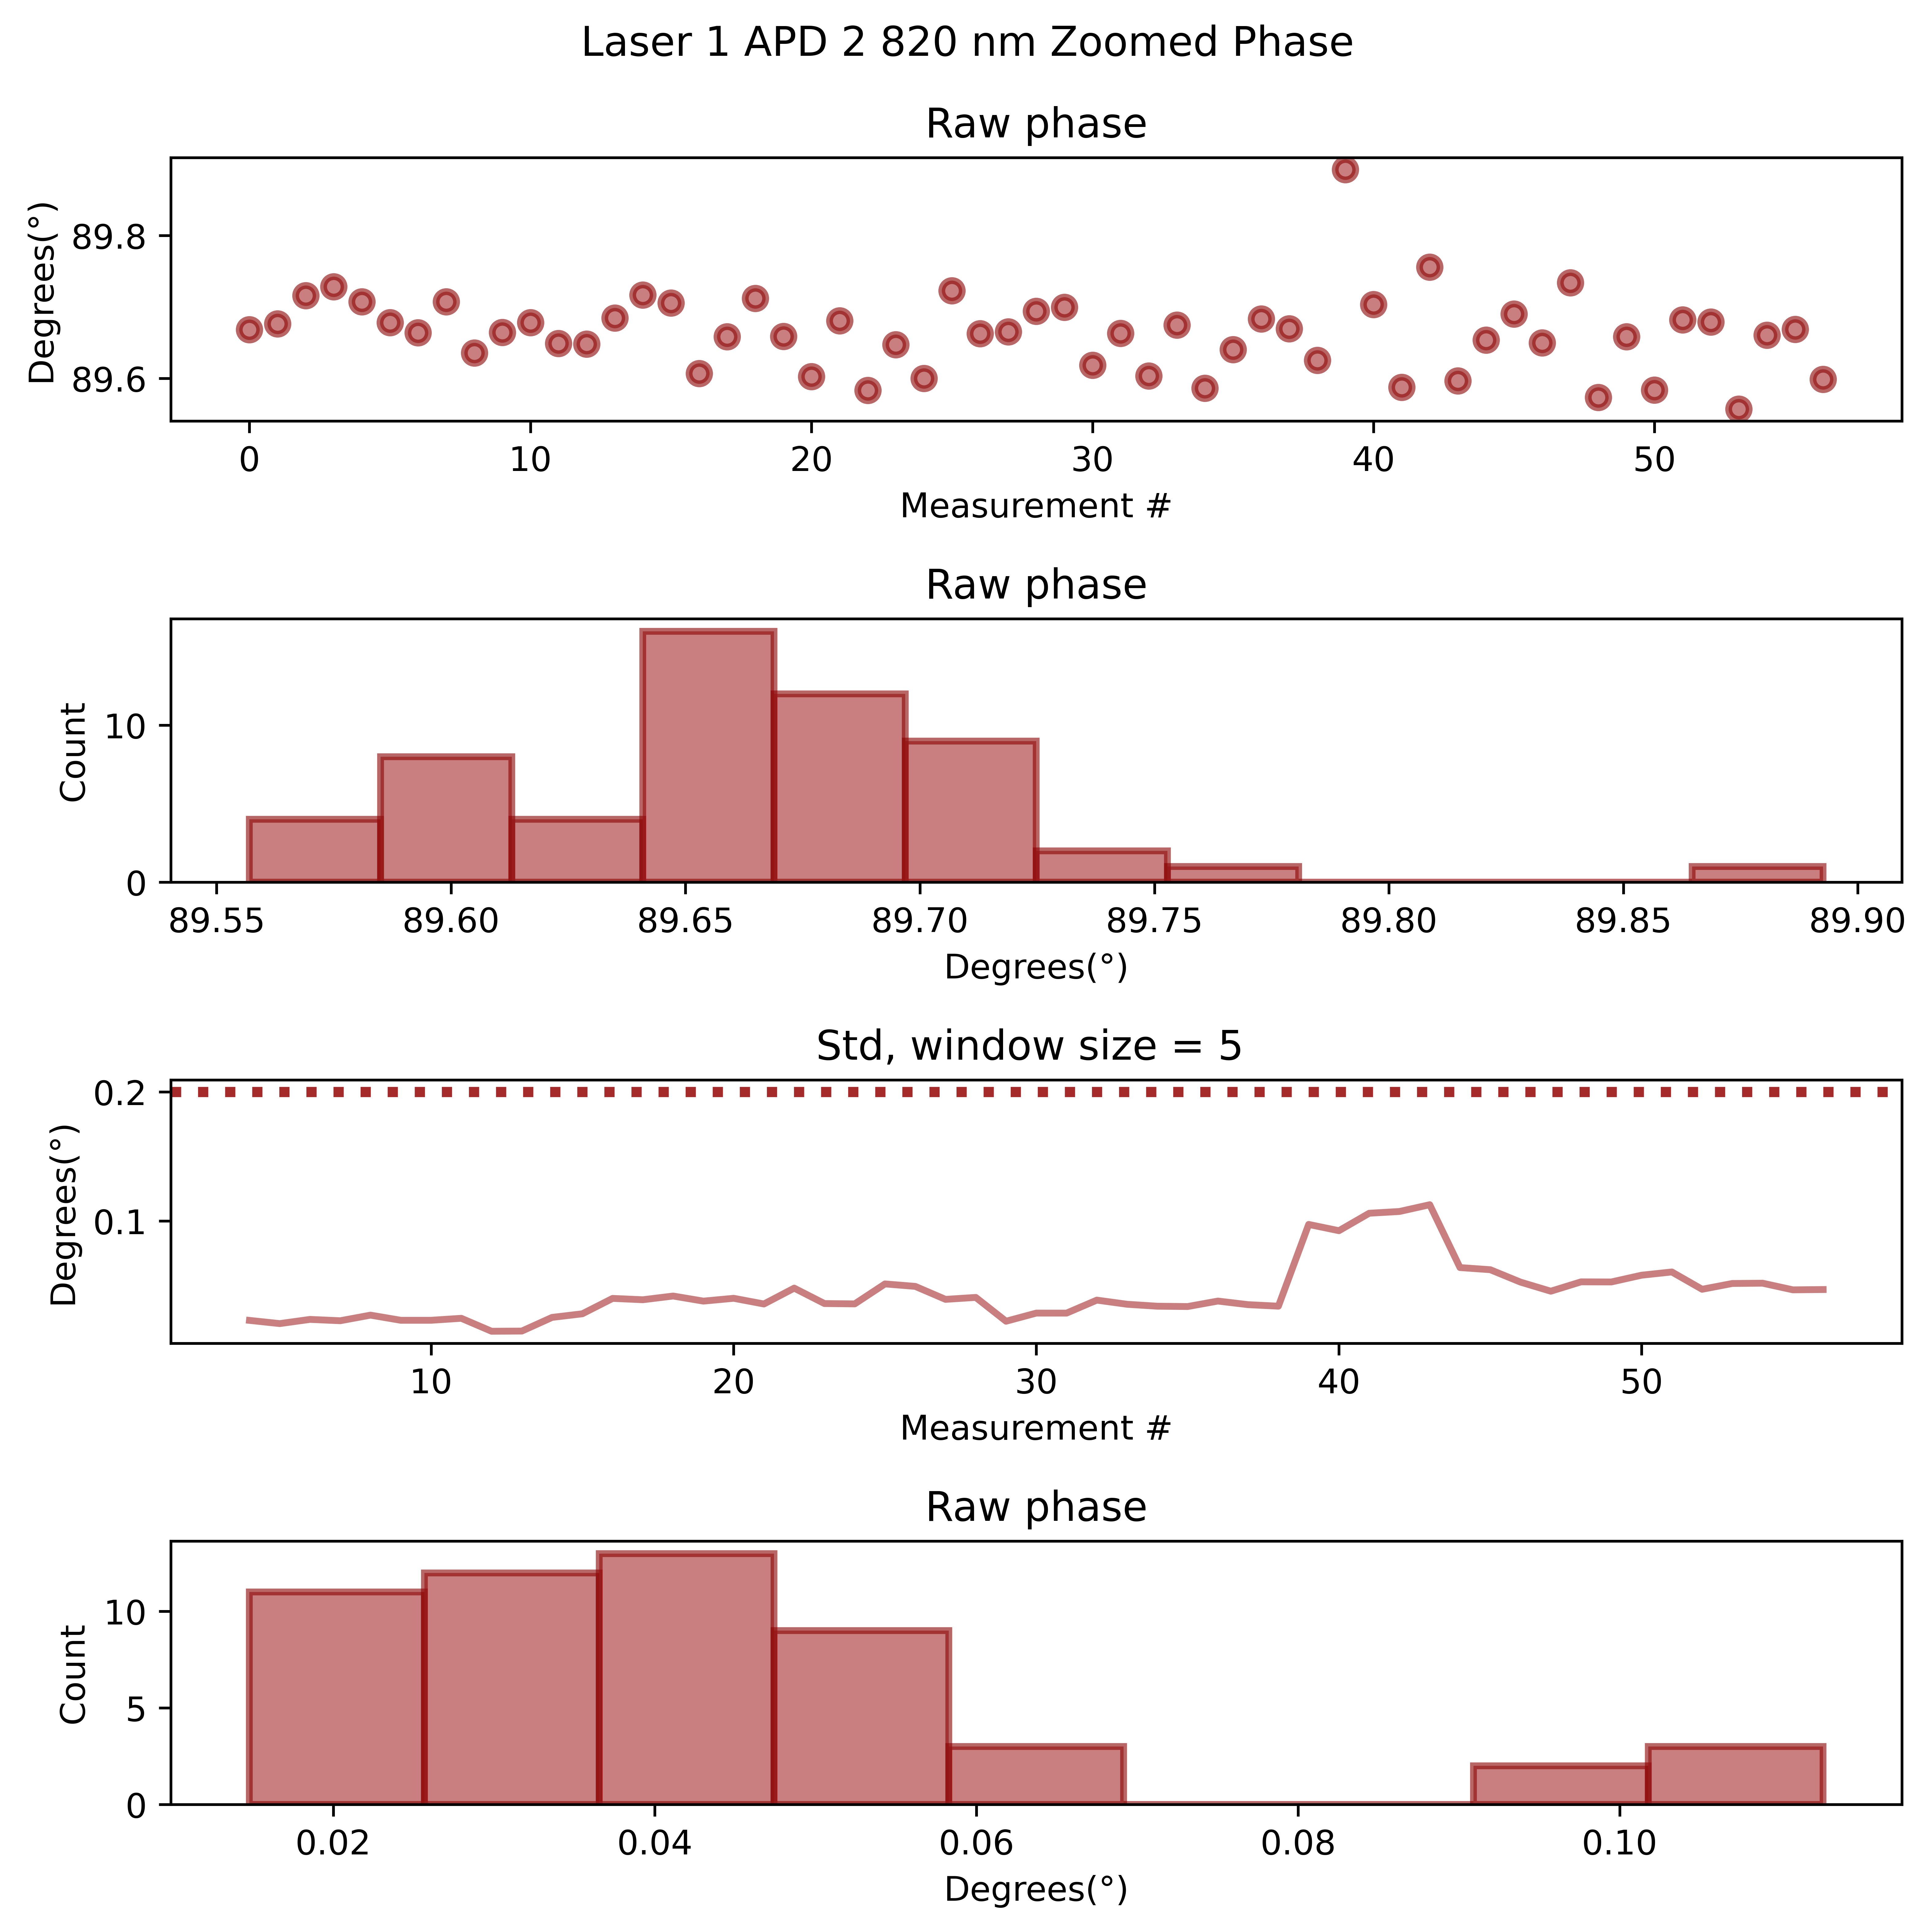 Laser 1 APD 2 820 nm Zoomed Phase
Raw phase
Degrees(°)
89.8
89.6
0 10 20 30 40 50
Measurement #
Raw phase
Count
10
0
89.55 89.60 89.65 89.70 89.75 89.80 89.85 89.90
Degrees(°)
Std, window size = 5
Degrees(°)
0.2
0.1
10 20 30 40 50
Measurement #
Raw phase
Count
10
5
0
0.02 0.04 0.06 0.08 0.10
Degrees(°)